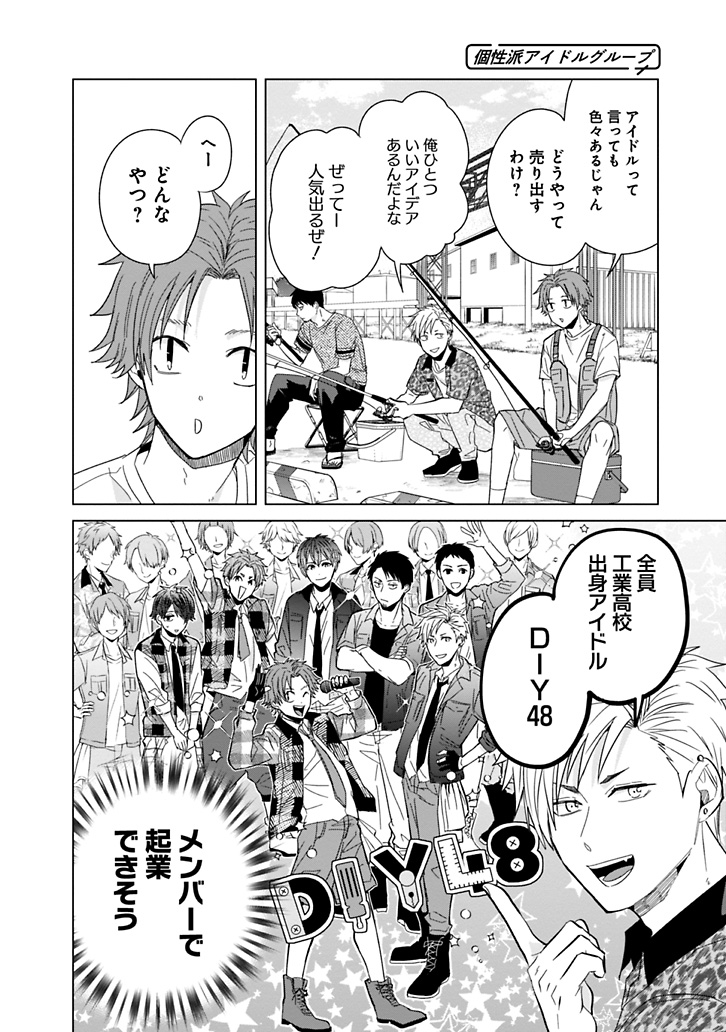 個性派アイドルグループ
アイドルって
言っても
色々あるじゃん
どうやって
売り出す
わけ?
俺ひとつ
いいアイデア
あるんだよな
ぜってー
人気出るぜ!
へー
どんな
やつ?
全員
工業高校
出身アイドル
DIY48
DIY48
メンバーで
起業
できそう